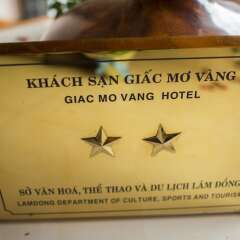 KHÁCH SẠN GIẤC MƠ VÀNG
GIAC MO VANG HOTEL
SỞ VĂN HOÁ, THỂ THAO VÀ DU LỊCH LÂM ĐỒNG
LAMDONG DEPARTMENT OF CULTURE, SPORTS AND TOURISM